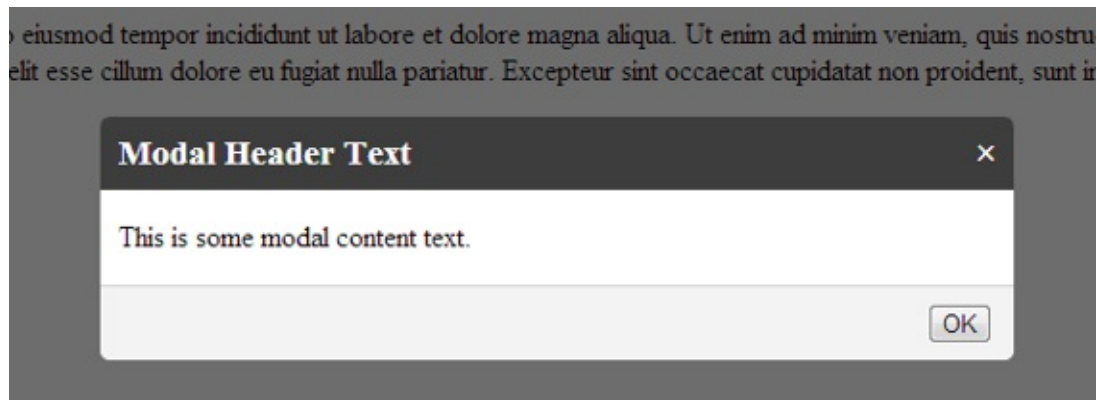 eiusmod tempor incididunt ut labore et dolore magna aliqua. Ut enim ad minim veniam, quis
elit esse cillum dolore eu fugiat nulla pariatur. Excepteur sint occaecat cupidatat non proident, sunt
Modal Header Text ×
This is some modal content text.
OK